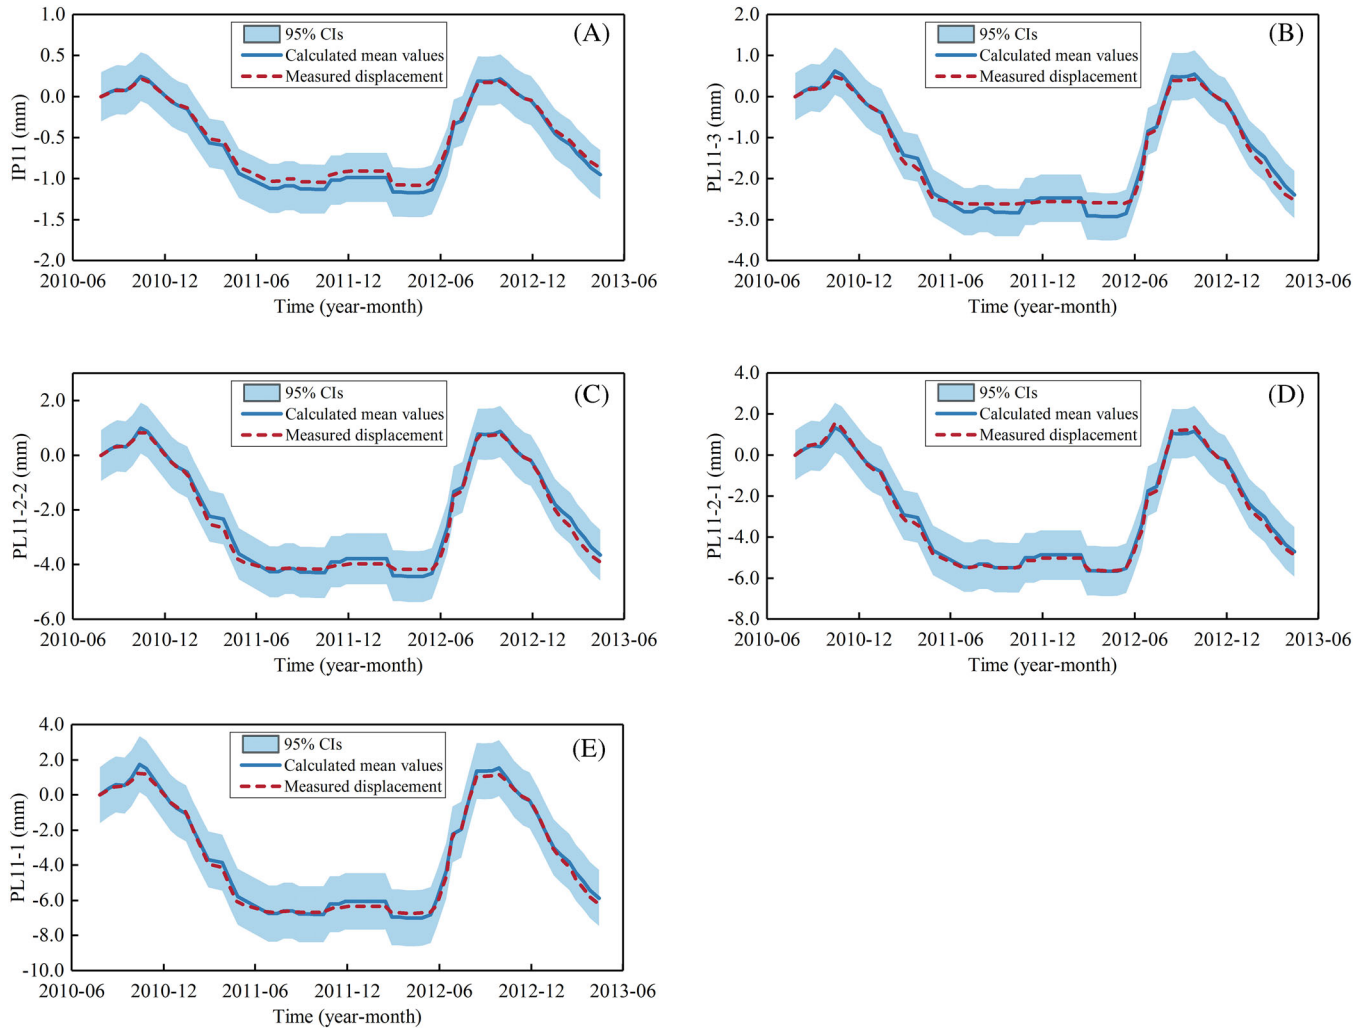 (A)
95% CIs
Calculated mean values
Measured displacement
IP11 (mm)
1.0
0.5
0.0
-0.5
-1.0
-1.5
-2.0
2010-06 2010-12 2011-06 2011-12 2012-06 2012-12 2013-06
Time (year-month)
(B)
95% CIs
Calculated mean values
Measured displacement
PL11-3 (mm)
2.0
1.0
0.0
-1.0
-2.0
-3.0
-4.0
2010-06 2010-12 2011-06 2011-12 2012-06 2012-12 2013-06
Time (year-month)
(C)
95% CIs
Calculated mean values
Measured displacement
PL11-2-2 (mm)
2.0
0.0
-2.0
-4.0
-6.0
2010-06 2010-12 2011-06 2011-12 2012-06 2012-12 2013-06
Time (year-month)
(D)
95% CIs
Calculated mean values
Measured displacement
PL11-2-1 (mm)
4.0
2.0
0.0
-2.0
-4.0
-6.0
-8.0
2010-06 2010-12 2011-06 2011-12 2012-06 2012-12 2013-06
Time (year-month)
(E)
95% CIs
Calculated mean values
Measured displacement
PL11-1 (mm)
4.0
2.0
0.0
-2.0
-4.0
-6.0
-8.0
-10.0
2010-06 2010-12 2011-06 2011-12 2012-06 2012-12 2013-06
Time (year-month)